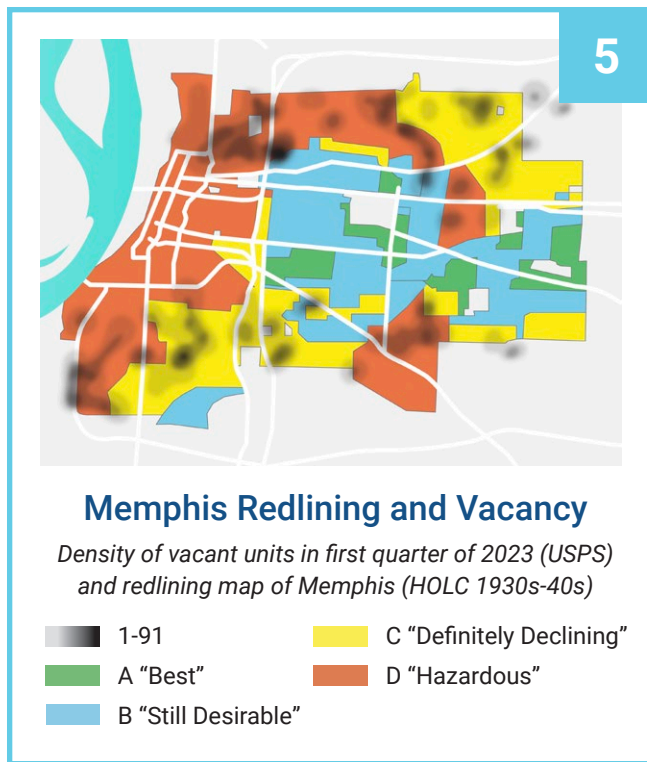 5
Memphis Redlining and Vacancy
Density of vacant units in first quarter of 2023 (USPS)
and redlining map of Memphis (HOLC 1930s-40s)
1-91
A “Best”
B “Still Desirable”
C “Definitely Declining”
D “Hazardous”